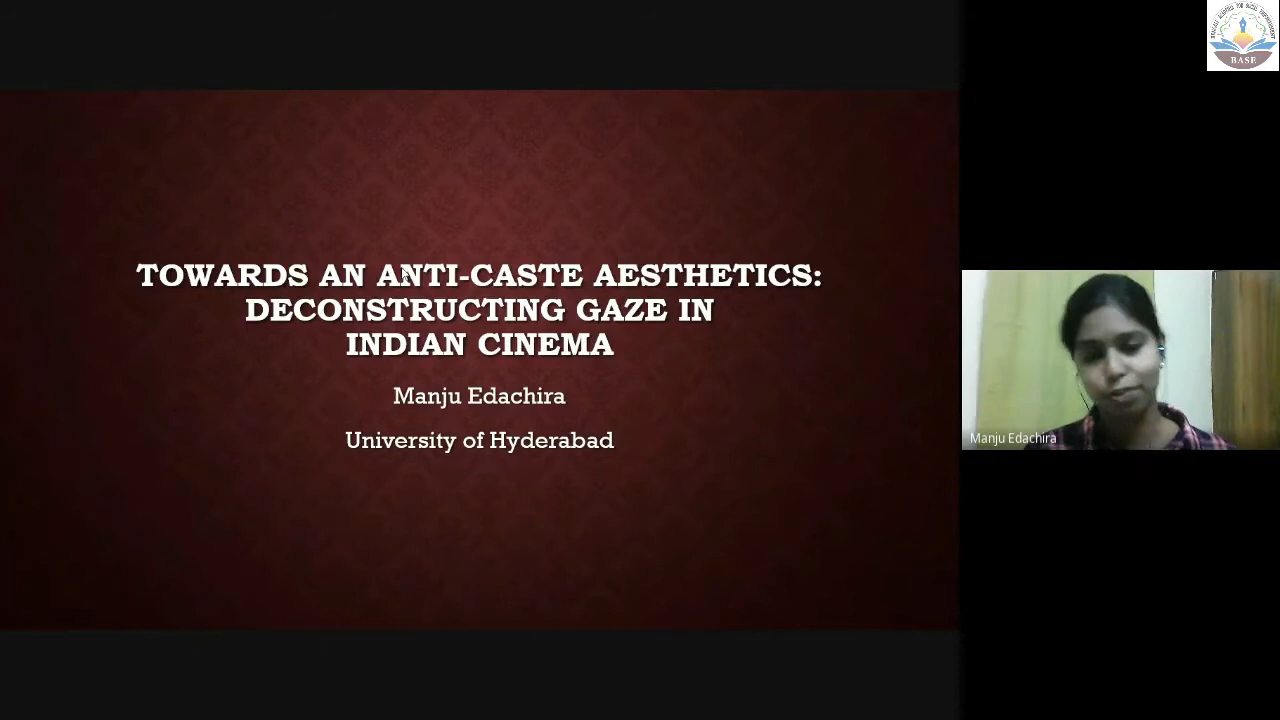 TOWARDS AN ANTI-CASTE AESTHETICS:
DECONSTRUCTING GAZE IN
INDIAN CINEMA
Manju Edachira
University of Hyderabad
Manju Edachira
BASE